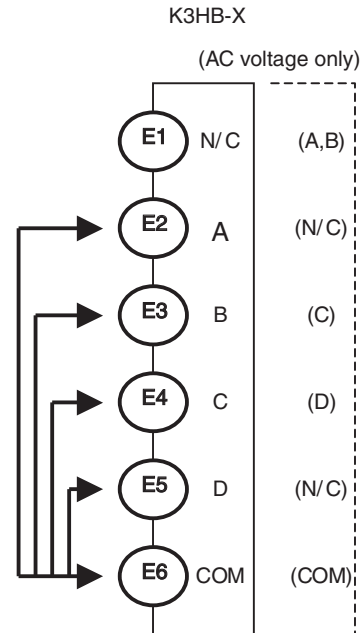 K3HB-X
(AC voltage only)
E1 N/C (A,B)
E2 A (N/C)
E3 B (C)
E4 C (D)
E5 D (N/C)
E6 COM (COM)